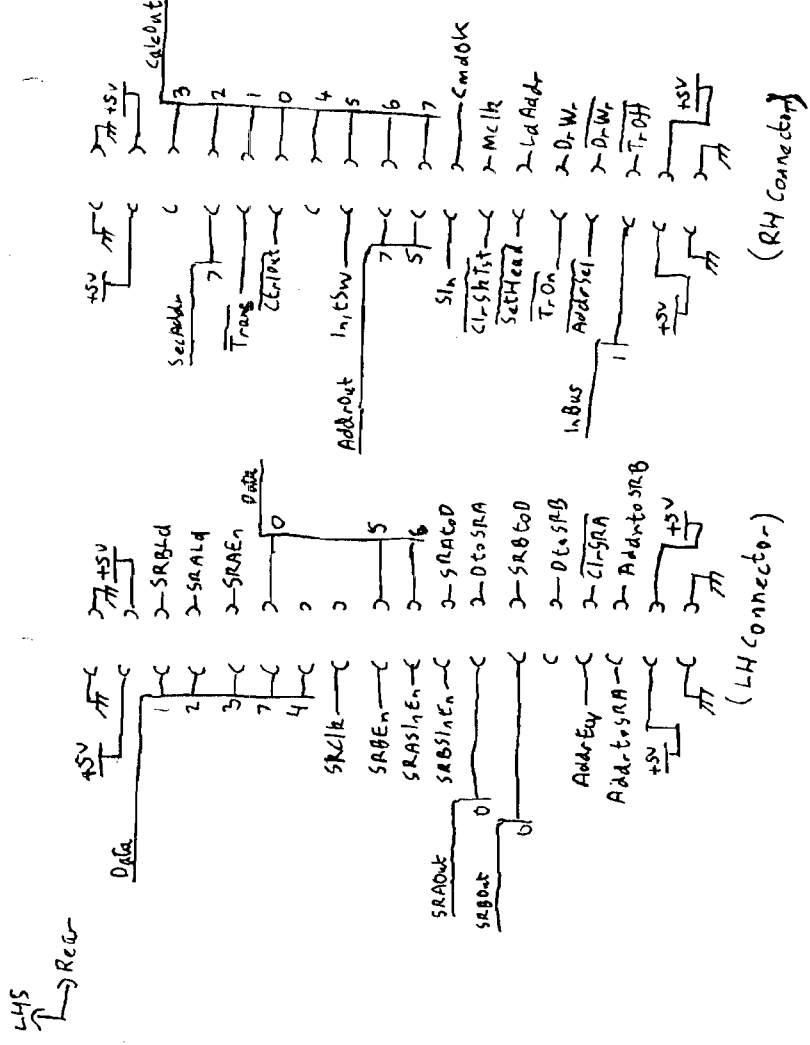 LHS
Rear
Data
+5V
1
2
3
7
4
SRClk
SRBEn
SRASInEn
SRBSInEn
SRAOut
0
SRBOut
0
AddrEq
AddrtoSRA
+5V
+5V
SRBLd
SRALd
SRAEn
Data
0
5
6
SRAtoD
DtoSRA
SRBtoD
DtoSRB
ClrSRA
AddrtoSRB
+5V
(LH Connector)
+5V
SecAddr
7
Trans
CtrlOut
InitSw
AddrOut
7
5
SIn
ClrShTst
SetHead
TrOn
AddrSel
InBus
1
+5V
CalcOut
+5V
3
2
1
0
4
5
6
7
CmdOK
Mclk
LdAddr
DrWr
DrWr
TrOff
+5V
(RH Connector)